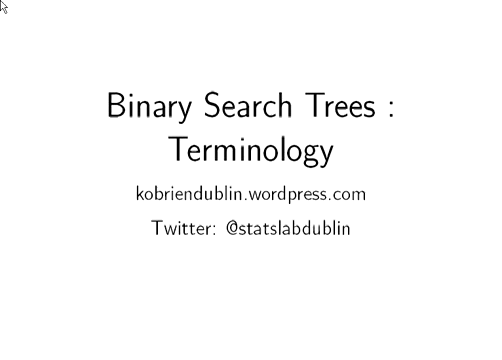 Binary Search Trees :
Terminology
kobriendublin.wordpress.com
Twitter: @statslabdublin